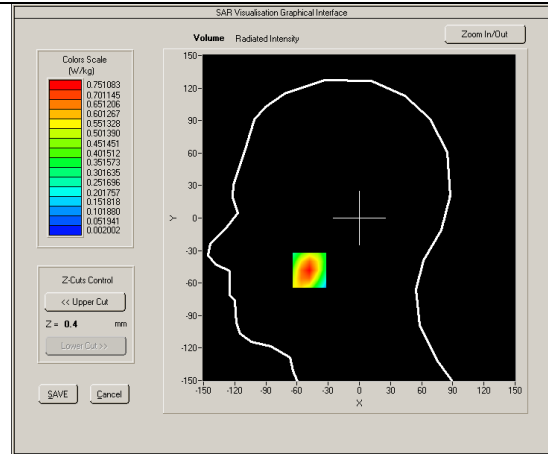 SAR Visualisation Graphical Interface
Volume Radiated Intensity
Zoom In/Out
Colors Scale
(W/kg)
0.751083
0.701145
0.651206
0.601267
0.551328
0.501390
0.451451
0.401512
0.301635
0.251696
0.201757
0.151818
0.101880
0.051941
0.002002
Z-Cuts Control
<< Upper Cut
Z = 0.4 mm
Lower Cut >>
SAVE
Cancel
150-
120-
90-
60-
30-
0-
-30-
-60-
-90-
-120-
-150-
Y
-150 -120 -90 -60 -30 0 30 60 90 120 150
X